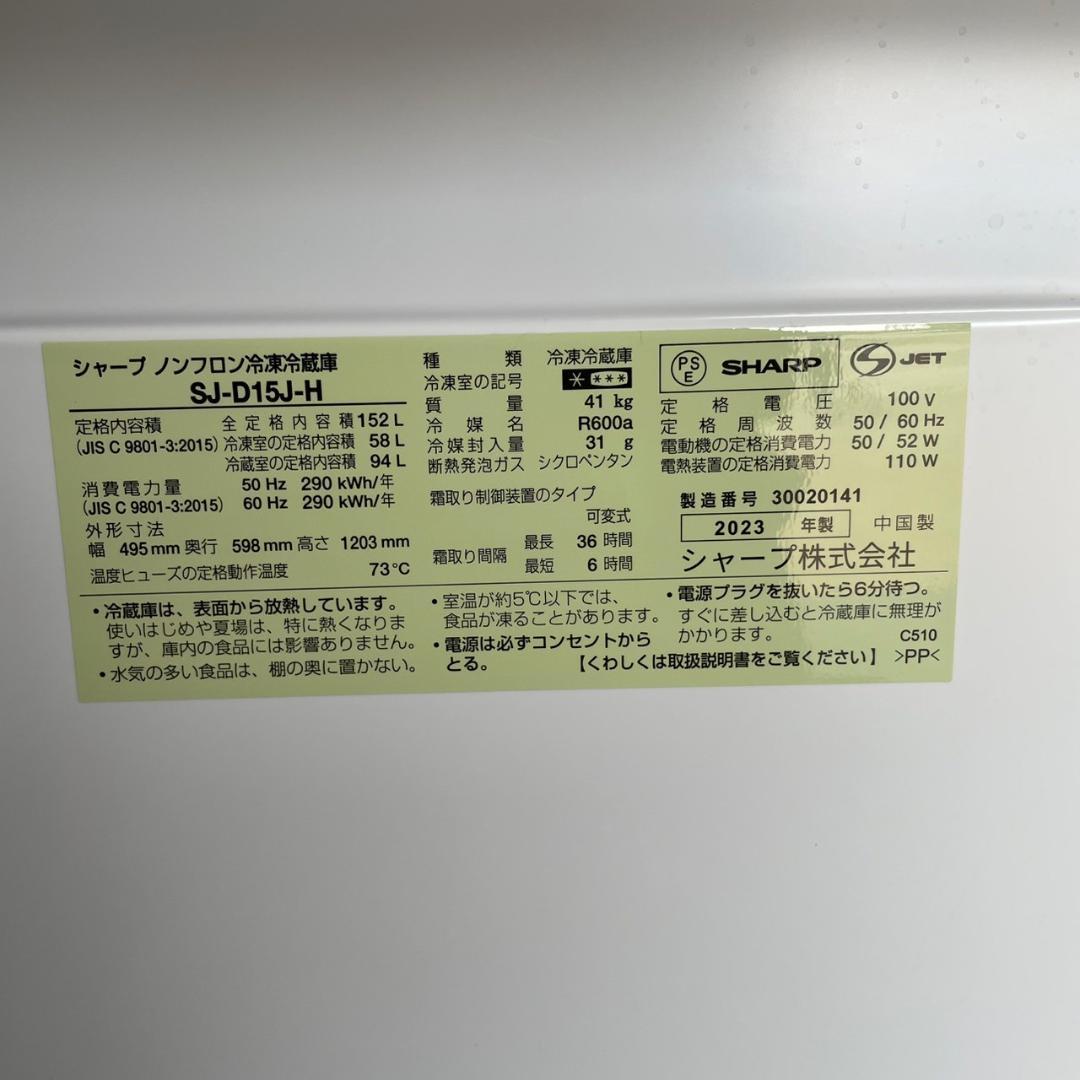 シャープ ノンフロン冷凍冷蔵庫
SJ-D15J-H
定格内容積 全定格内容積 152 L
(JIS C 9801-3:2015) 冷凍室の定格内容積 58 L
冷蔵室の定格内容積 94 L
消費電力量 50 Hz 290 kWh/年
(JIS C 9801-3:2015) 60 Hz 290 kWh/年
外形寸法
幅 495 mm 奥行 598 mm 高さ 1203 mm
温度ヒューズの定格動作温度 73℃
種類 冷凍冷蔵庫
冷凍室の記号 * ***
質量 41 kg
冷媒名 R600a
冷媒封入量 31 g
断熱発泡ガス シクロペンタン
霜取り制御装置のタイプ
可変式
霜取り間隔 最長 36 時間
最短 6 時間
PS E SHARP JET
定格電圧 100 V
定格周波数 50 / 60 Hz
電動機の定格消費電力 50 / 52 W
電熱装置の定格消費電力 110 W
製造番号 30020141
2023 年製 中国製
シャープ株式会社
・冷蔵庫は、表面から放熱しています。
使いはじめや夏場は、特に熱くなりま
すが、庫内の食品には影響ありません。
・水気の多い食品は、棚の奥に置かない。
・室温が約5℃以下では、
食品が凍ることがあります。
・電源は必ずコンセントから
とる。
・電源プラグを抜いたら6分待つ。
すぐに差し込むと冷蔵庫に無理が
かかります。 C510
【くわしくは取扱説明書をご覧ください】 >PP<